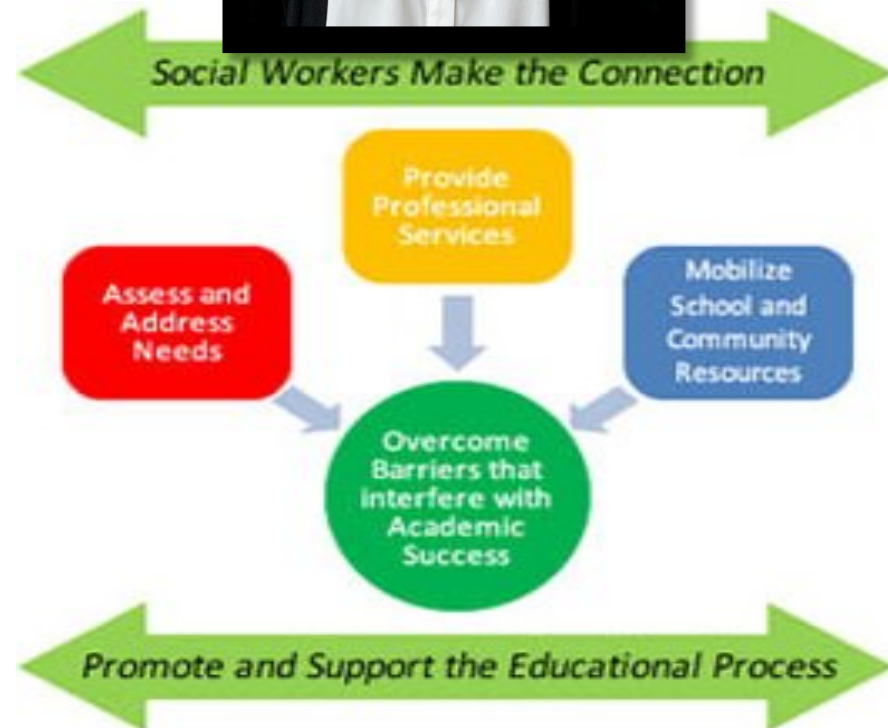 Social Workers Make the Connection
Provide
Professional
Services
Assess and
Address
Needs
Mobilize
School and
Community
Resources
Overcome
Barriers that
interfere with
Academic
Success
Promote and Support the Educational Process